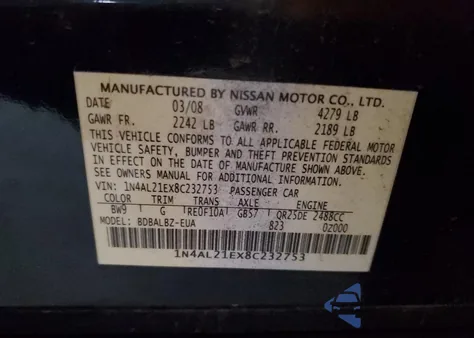 MANUFACTURED BY NISSAN MOTOR CO., LTD.
DATE 03/08 GVWR 4279 LB
GAWR FR. 2242 LB GAWR RR. 2189 LB
THIS VEHICLE CONFORMS TO ALL APPLICABLE FEDERAL MOTOR
VEHICLE SAFETY, BUMPER AND THEFT PREVENTION STANDARDS
IN EFFECT ON THE DATE OF MANUFACTURE SHOWN ABOVE.
SEE OWNERS MANUAL FOR ADDITIONAL INFORMATION.
VIN: 1N4AL21EX8C232753 PASSENGER CAR
COLOR TRIM TRANS AXLE ENGINE
BW9 G RE0F10A GB57 QR25DE 2488CC
MODEL: BDBALBZ-EUA 823 0Z000
1N4AL21EX8C232753